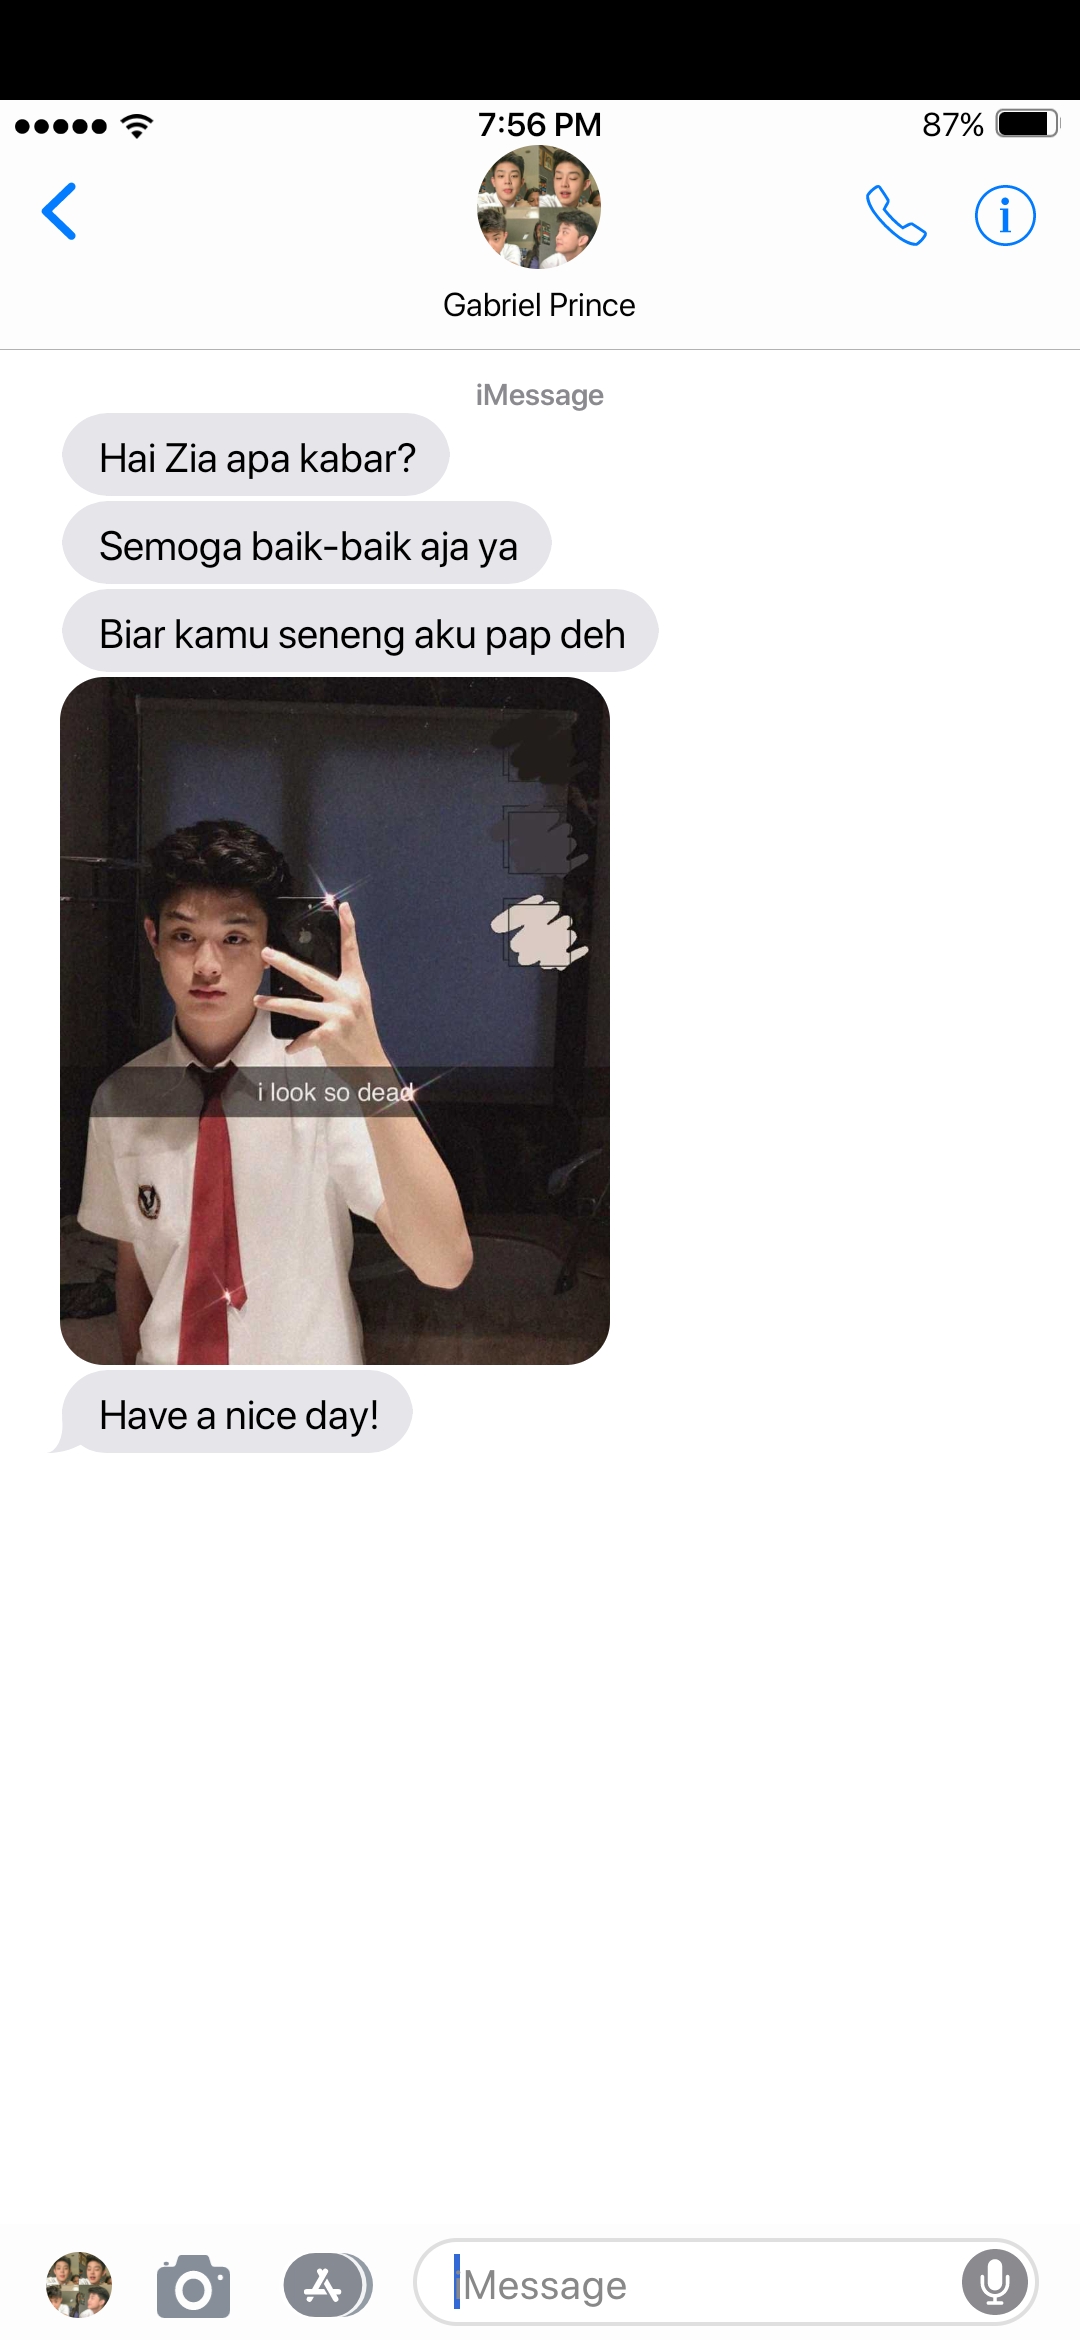 7:56 PM
87%
Gabriel Prince
iMessage
Hai Zia apa kabar?
Semoga baik-baik aja ya
Biar kamu seneng aku pap deh
i look so dead
Have a nice day!
iMessage